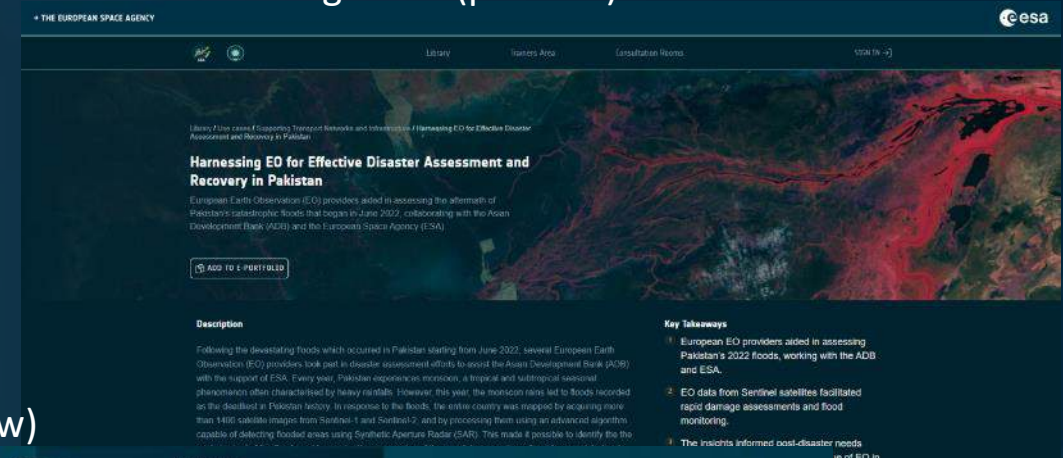 + THE EUROPEAN SPACE AGENCY
esa
Library
Trainers Area
Consultation Rooms
SIGN IN
Library / Use cases / Supporting Transport Networks and Infrastructure / Harnessing EO for Effective Disaster
Assessment and Recovery in Pakistan
Harnessing EO for Effective Disaster Assessment and
Recovery in Pakistan
European Earth Observation (EO) providers aided in assessing the aftermath of
Pakistan's catastrophic floods that began in June 2022, collaborating with the Asian
Development Bank (ADB) and the European Space Agency (ESA)
ADD TO E-PORTFOLIO
Description
Following the devastating floods which occurred in Pakistan starting from June 2022, several European Earth
Observation (EO) providers took part in disaster assessment efforts to assist the Asian Development Bank (ADB)
with the support of ESA. Every year, Pakistan experiences monsoon, a tropical and subtropical seasonal
phenomenon often characterised by heavy rainfalls. However, this year, the monsoon rains led to floods recorded
as the deadliest in Pakistan history. In response to the floods, the entire country was mapped by acquiring more
than 1400 satellite images from Sentinel-1 and Sentinel-2, and by processing them using an advanced algorithm
capable of detecting flooded areas using Synthetic Aperture Radar (SAR). This made it possible to identify the the
Key Takeaways
1 European EO providers aided in assessing
Pakistan's 2022 floods, working with the ADB
and ESA.
2 EO data from Sentinel satellites facilitated
rapid damage assessments and flood
monitoring.
3 The insights informed post-disaster needs
of EO in
w)